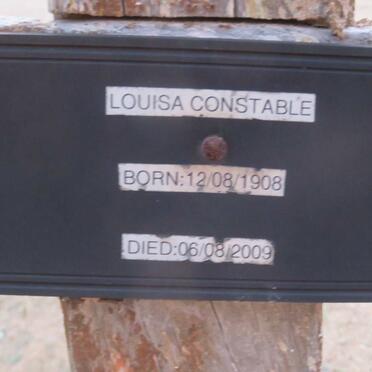 LOUISA CONSTABLE
BORN:12/08/1908
DIED:06/08/2009